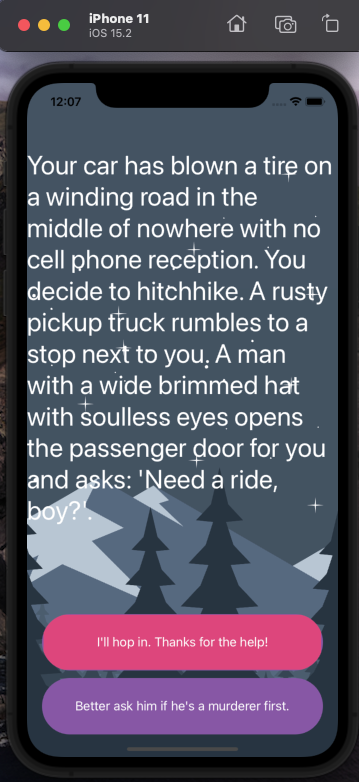 iPhone 11
iOS 15.2
12:07
Your car has blown a tire on
a winding road in the
middle of nowhere with no
cell phone reception. You
decide to hitchhike. A rusty
pickup truck rumbles to a
stop next to you. A man
with a wide brimmed hat
with soulless eyes opens
the passenger door for you
and asks: 'Need a ride,
boy?'.
I'll hop in. Thanks for the help!
Better ask him if he's a murderer first.